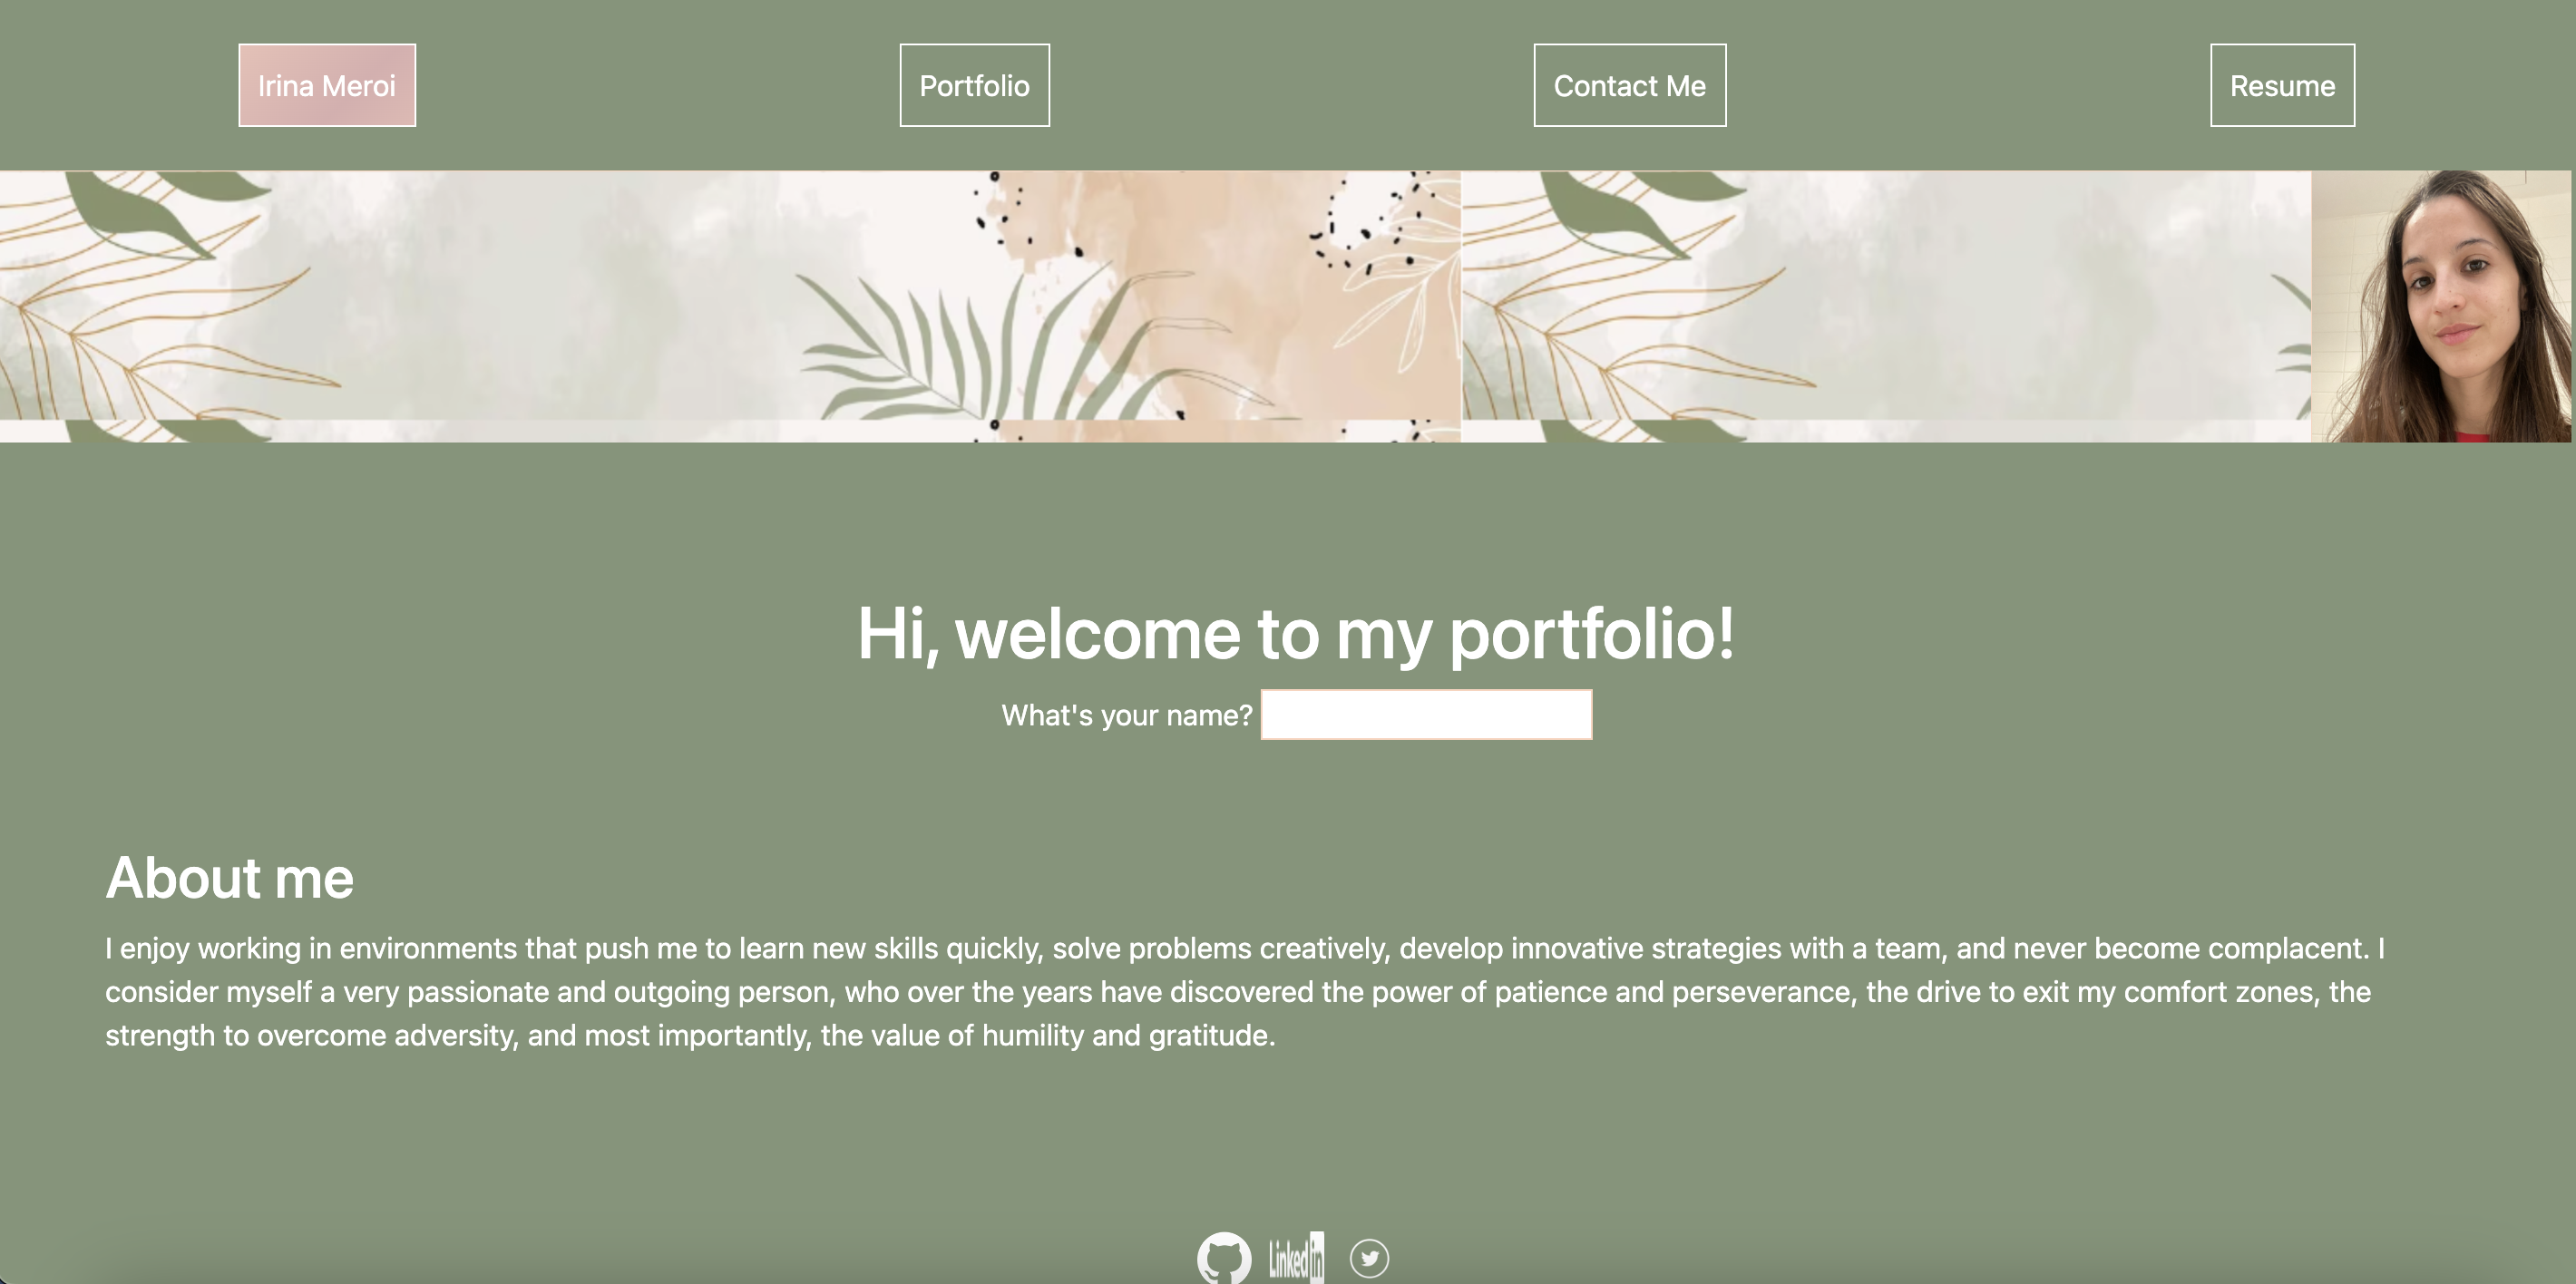 Irina Meroi
Portfolio
Contact Me
Resume
Hi, welcome to my portfolio!
What's your name?
About me
I enjoy working in environments that push me to learn new skills quickly, solve problems creatively, develop innovative strategies with a team, and never become complacent. I
consider myself a very passionate and outgoing person, who over the years have discovered the power of patience and perseverance, the drive to exit my comfort zones, the
strength to overcome adversity, and most importantly, the value of humility and gratitude.
Linkedin